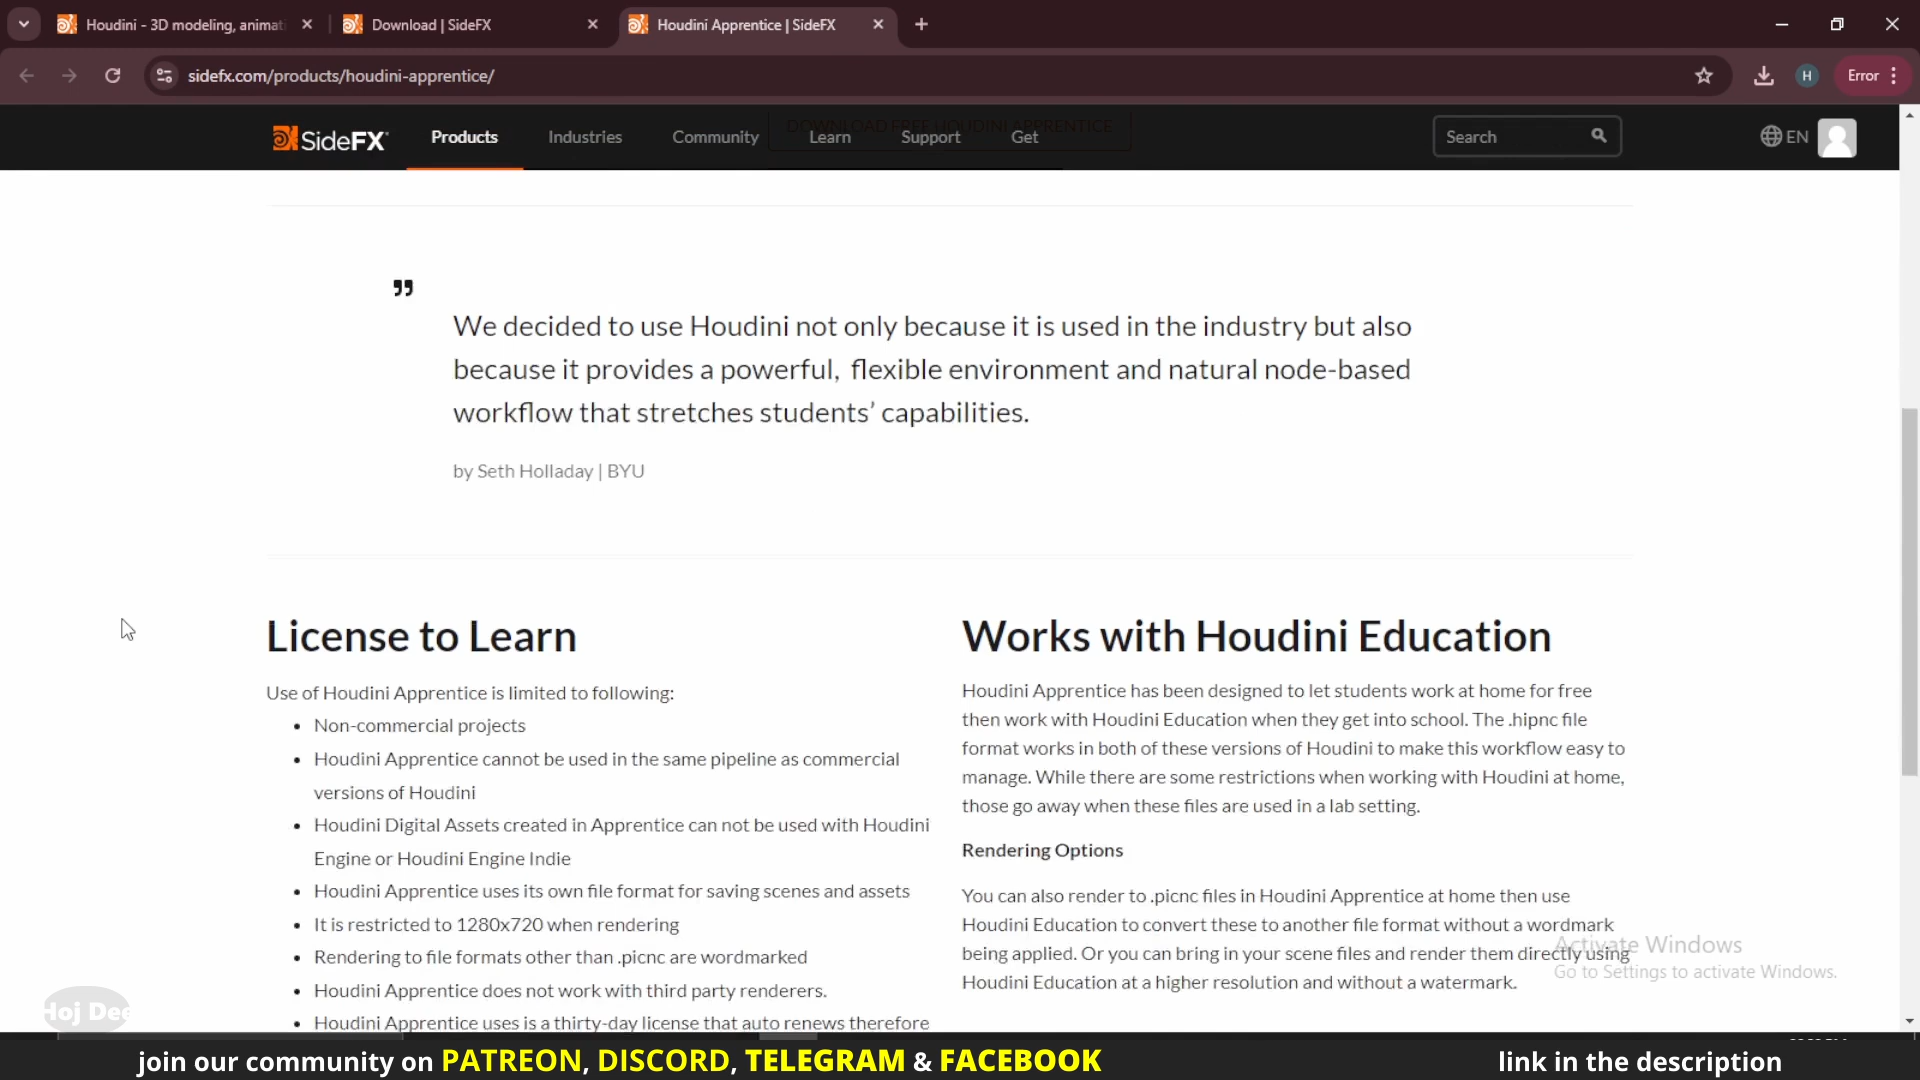 Houdini - 3D modeling, animat
Download | SideFX
Houdini Apprentice | SideFX
sidefx.com/products/houdini-apprentice/
H
Error
DOWNLOAD FREE HOUDINI APPRENTICE
SideFX
Products
Industries
Community
Learn
Support
Get
Search
EN
”
We decided to use Houdini not only because it is used in the industry but also
because it provides a powerful, flexible environment and natural node-based
workflow that stretches students’ capabilities.
by Seth Holladay | BYU
License to Learn
Use of Houdini Apprentice is limited to following:
• Non-commercial projects
• Houdini Apprentice cannot be used in the same pipeline as commercial
versions of Houdini
• Houdini Digital Assets created in Apprentice can not be used with Houdini
Engine or Houdini Engine Indie
• Houdini Apprentice uses its own file format for saving scenes and assets
• It is restricted to 1280x720 when rendering
• Rendering to file formats other than .picnc are wordmarked
• Houdini Apprentice does not work with third party renderers.
• Houdini Apprentice uses is a thirty-day license that auto renews therefore
Works with Houdini Education
Houdini Apprentice has been designed to let students work at home for free
then work with Houdini Education when they get into school. The .hipnc file
format works in both of these versions of Houdini to make this workflow easy to
manage. While there are some restrictions when working with Houdini at home,
those go away when these files are used in a lab setting.
Rendering Options
You can also render to .picnc files in Houdini Apprentice at home then use
Houdini Education to convert these to another file format without a wordmark
being applied. Or you can bring in your scene files and render them directly using
Houdini Education at a higher resolution and without a watermark.
Activate Windows
Go to Settings to activate Windows.
Hoj Dee
join our community on PATREON, DISCORD, TELEGRAM & FACEBOOK
link in the description